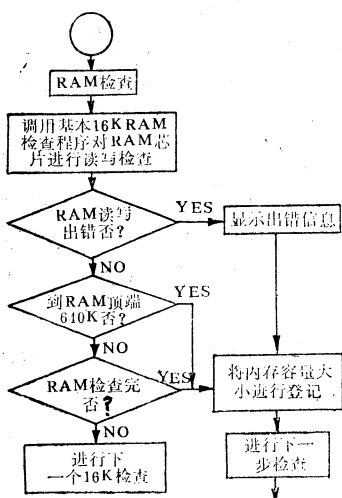 RAM检查
调用基本16KRAM
检查程序对RAM芯
片进行读写检查
RAM读写
出错否？
YES
显示出错信息
NO
到RAM顶端
640K否？
YES
NO
RAM检查完
否？
YES
将内存容量大
小进行登记
NO
进行下
一个16K检查
进行下一
步检查